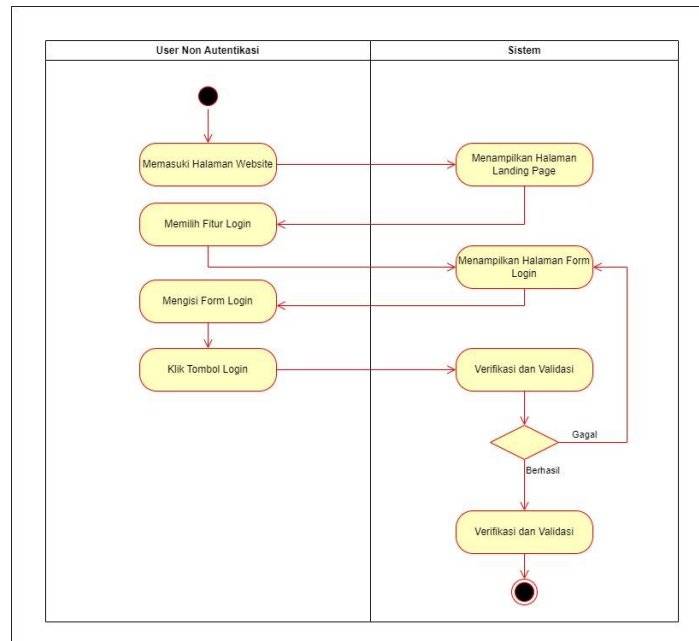 User Non Autentikasi
Sistem
Memasuki Halaman Website
Menampilkan Halaman
Landing Page
Memilih Fitur Login
Menampilkan Halaman Form
Login
Mengisi Form Login
Klik Tombol Login
Verifikasi dan Validasi
Gagal
Berhasil
Verifikasi dan Validasi